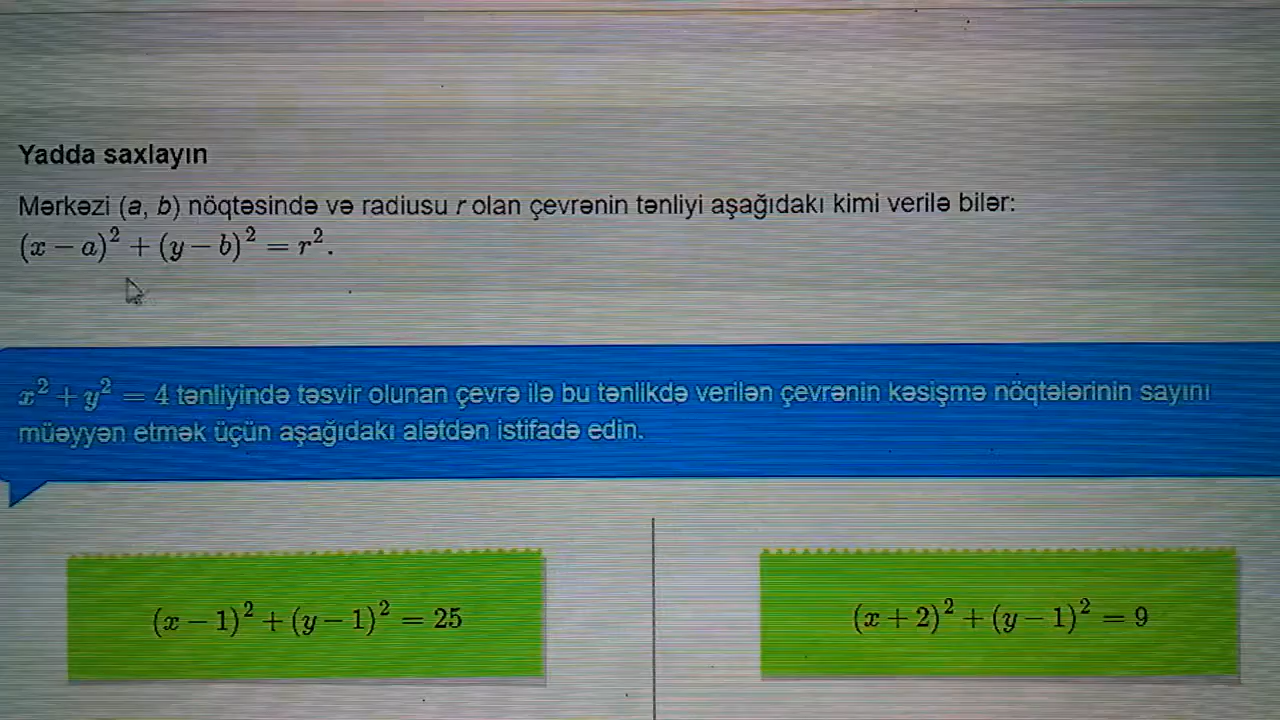 Yadda saxlayın
Mərkəzi (a, b) nöqtəsində və radiusu r olan çevrənin tənliyi aşağıdakı kimi verilə bilər:
(x − a)² + (y − b)² = r².
x² + y² = 4 tənliyində təsvir olunan çevrə ilə bu tənlikdə verilən çevrənin kəsişmə nöqtələrinin sayını
müəyyən etmək üçün aşağıdakı alətdən istifadə edin.
(x − 1)² + (y − 1)² = 25
(x + 2)² + (y − 1)² = 9